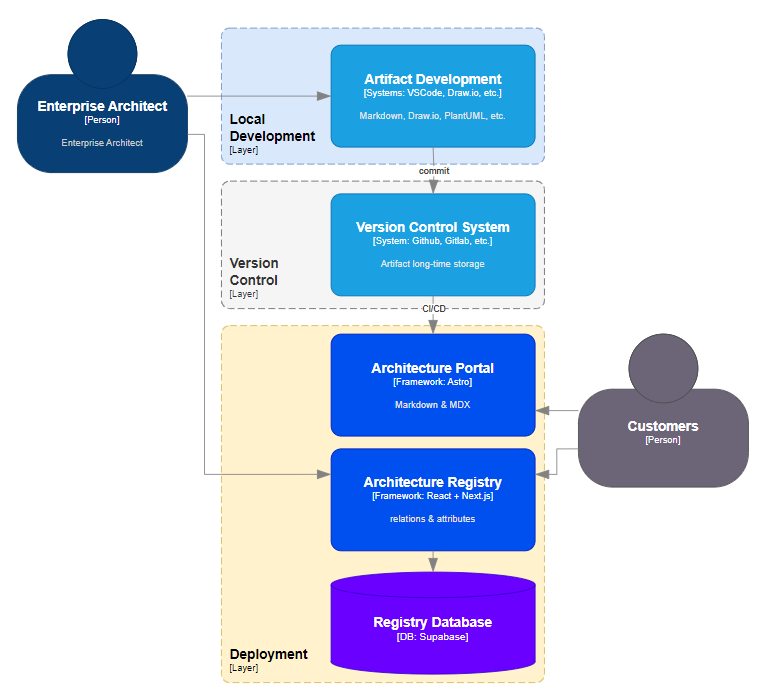 Enterprise Architect
[Person]
Enterprise Architect
Artifact Development
[Systems: VSCode, Draw.io, etc.]
Markdown, Draw.io, PlantUML, etc.
Local
Development
[Layer]
commit
Version Control System
[System: Github, Gitlab, etc.]
Artifact long-time storage
Version
Control
[Layer]
CI/CD
Architecture Portal
[Framework: Astro]
Markdown & MDX
Customers
[Person]
Architecture Registry
[Framework: React + Next.js]
relations & attributes
Registry Database
[DB: Supabase]
Deployment
[Layer]